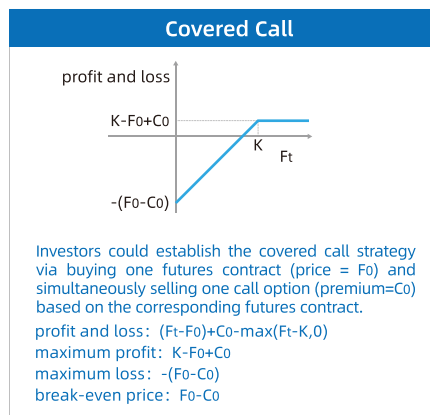 Covered Call
profit and loss
K-F0+C0
K
Ft
-(F0-C0)
Investors could establish the covered call strategy
via buying one futures contract (price = F0) and
simultaneously selling one call option (premium=C0)
based on the corresponding futures contract.
profit and loss: (Ft-F0)+C0-max(Ft-K,0)
maximum profit: K-F0+C0
maximum loss: -(F0-C0)
break-even price: F0-C0